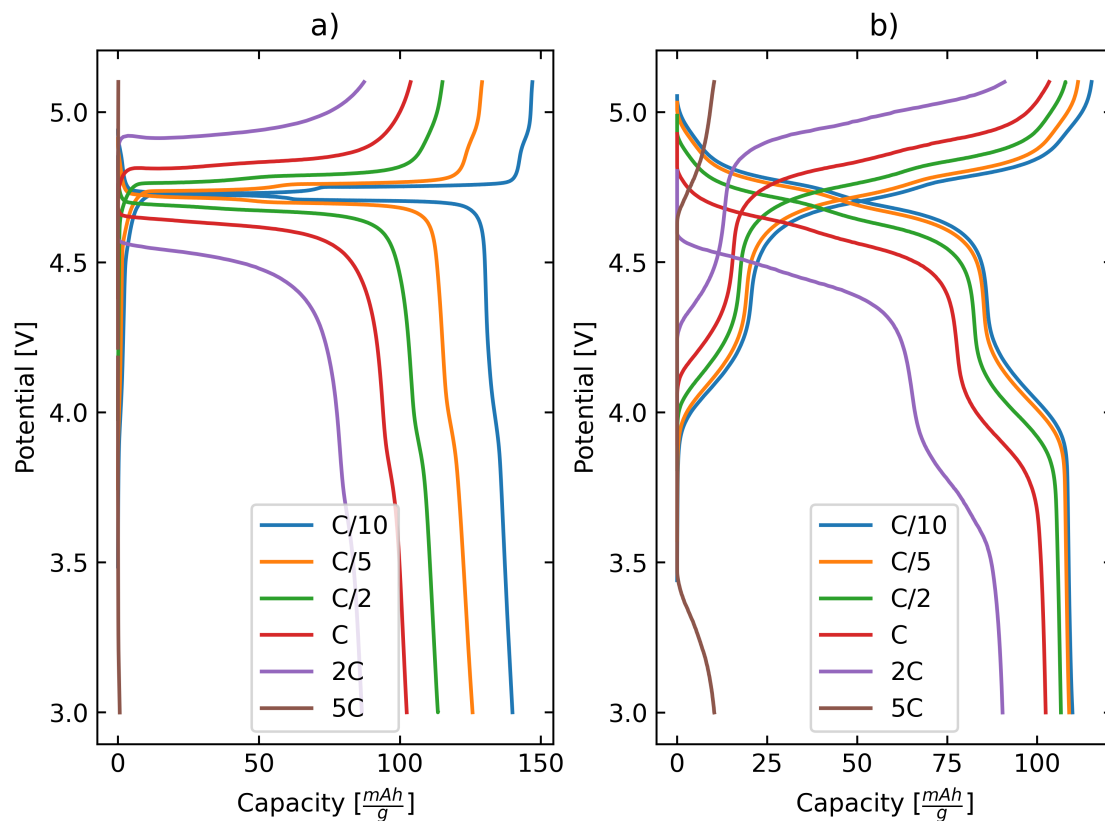 a)
Potential [V]
5.0
4.5
4.0
3.5
3.0
C/10
C/5
C/2
C
2C
5C
0 50 100 150
Capacity [mAh/g]
b)
Potential [V]
5.0
4.5
4.0
3.5
3.0
C/10
C/5
C/2
C
2C
5C
0 25 50 75 100
Capacity [mAh/g]